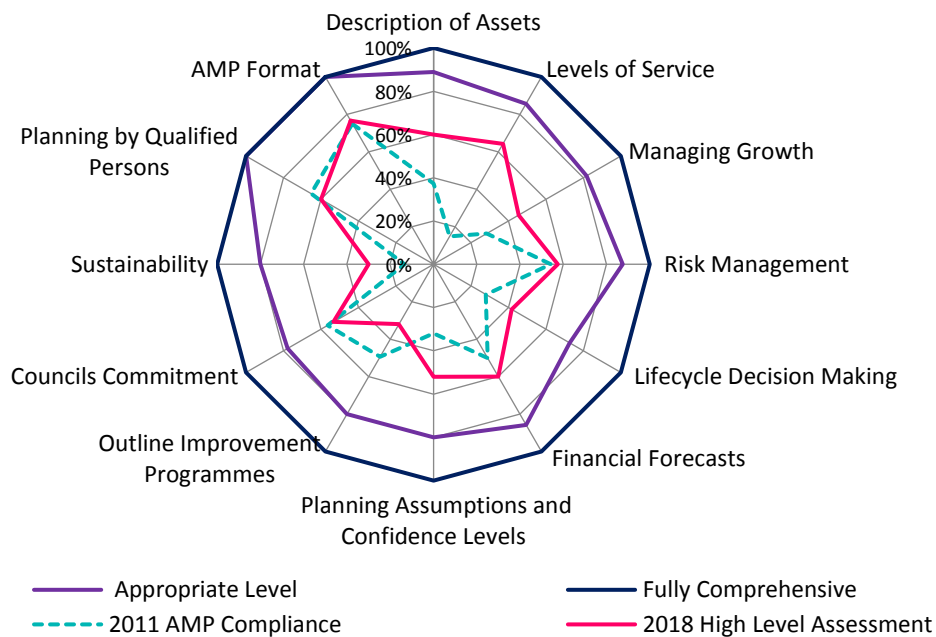 Description of Assets
100%
AMP Format
Levels of Service
80%
Planning by Qualified
Persons
60%
Managing Growth
40%
20%
Sustainability
0%
Risk Management
Councils Commitment
Lifecycle Decision Making
Outline Improvement
Programmes
Financial Forecasts
Planning Assumptions and
Confidence Levels
Appropriate Level
Fully Comprehensive
2011 AMP Compliance
2018 High Level Assessment